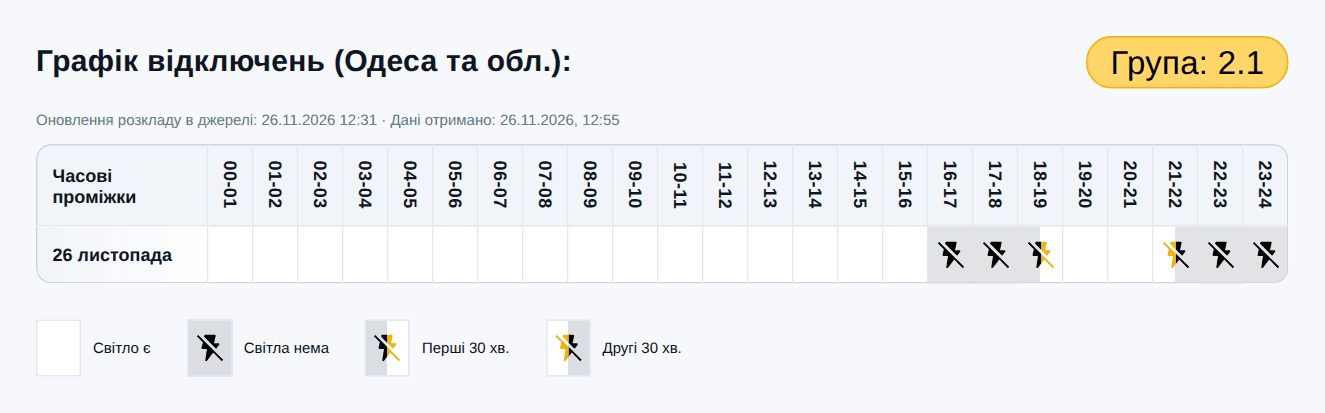 Графік відключень (Одеса та обл.):
Група: 2.1
Оновлення розкладу в джерелі: 26.11.2026 12:31 · Дані отримано: 26.11.2026, 12:55
Часові
проміжки
00-01
01-02
02-03
03-04
04-05
05-06
06-07
07-08
08-09
09-10
10-11
11-12
12-13
13-14
14-15
15-16
16-17
17-18
18-19
19-20
20-21
21-22
22-23
23-24
26 листопада
Світло є
Світла нема
Перші 30 хв.
Другі 30 хв.